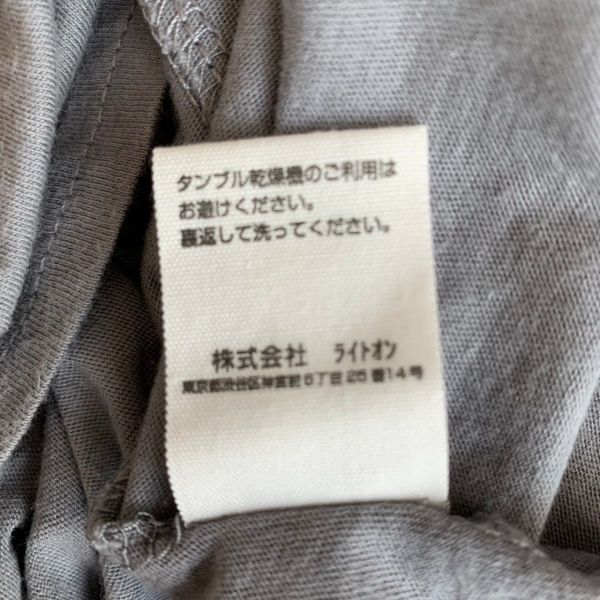 タンブル乾燥機のご利用は
お避けください。
裏返して洗ってください。
株式会社 ライトオン
東京都渋谷区神宮前6丁目25番14号